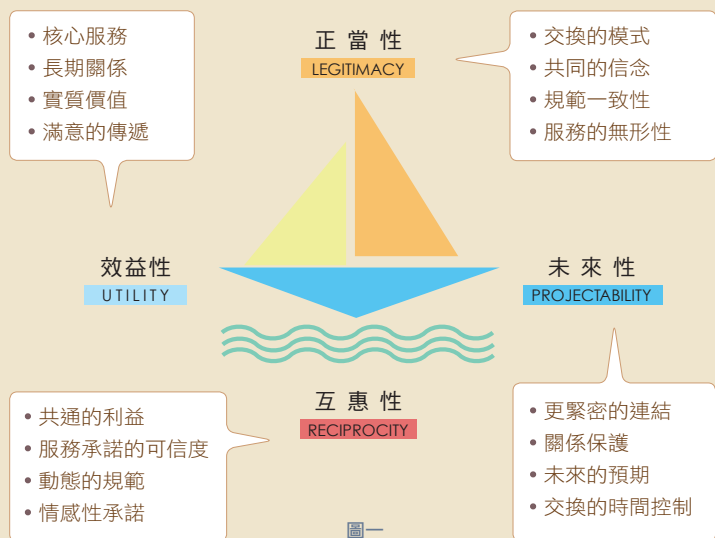 • 核心服務
• 長期關係
• 實質價值
• 滿意的傳遞
正當性
LEGITIMACY
• 交換的模式
• 共同的信念
• 規範一致性
• 服務的無形性
效益性
UTILITY
未來性
PROJECTABILITY
互惠性
RECIPROCITY
• 共通的利益
• 服務承諾的可信度
• 動態的規範
• 情感性承諾
• 更緊密的連結
• 關係保護
• 未來的預期
• 交換的時間控制
圖一